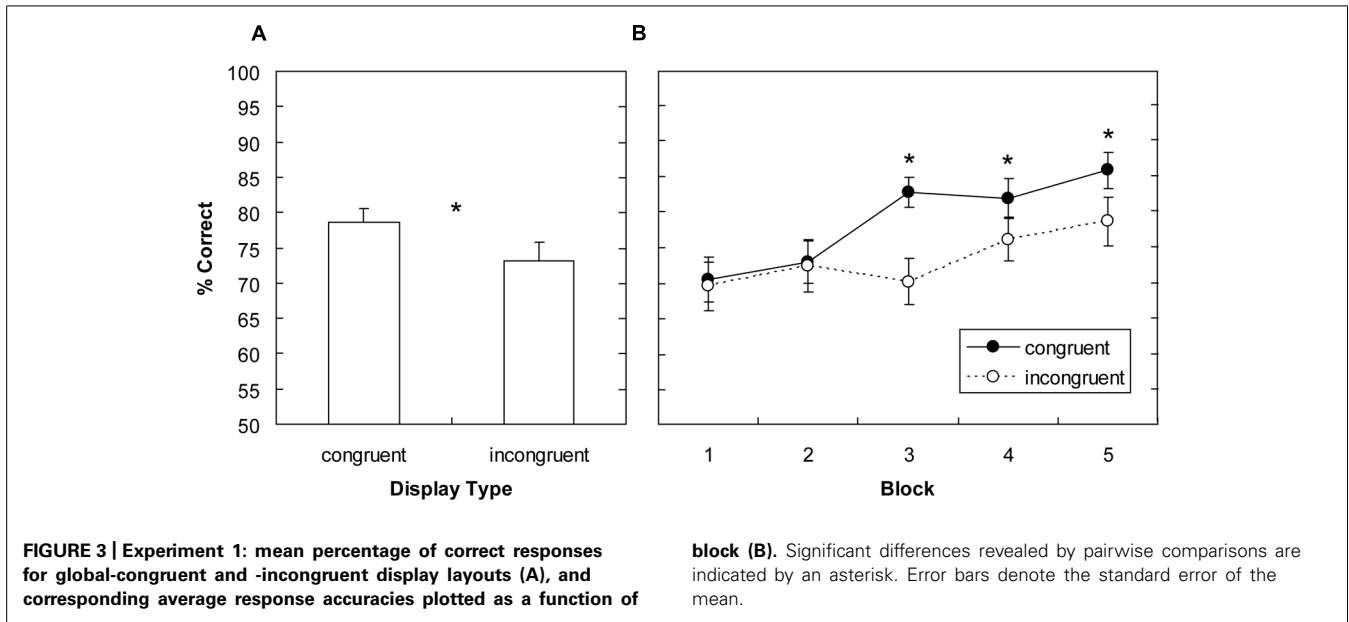 A
B
100
95
90
85
80
75
70
65
60
55
50
% Correct
*
congruent incongruent
Display Type
* * *
congruent
incongruent
1 2 3 4 5
Block
FIGURE 3 | Experiment 1: mean percentage of correct responses
for global-congruent and -incongruent display layouts (A), and
corresponding average response accuracies plotted as a function of
block (B). Significant differences revealed by pairwise comparisons are
indicated by an asterisk. Error bars denote the standard error of the
mean.